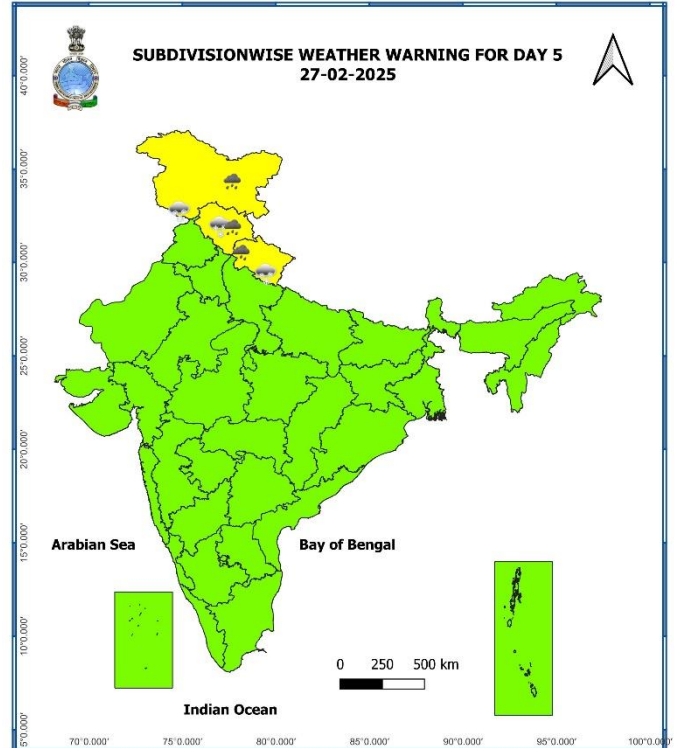 SUBDIVISIONWISE WEATHER WARNING FOR DAY 5
27-02-2025
40°0.000'
35°0.000'
30°0.000'
25°0.000'
20°0.000'
15°0.000'
10°0.000'
5°0.000'
Arabian Sea
Bay of Bengal
0 250 500 km
Indian Ocean
70°0.000' 75°0.000' 80°0.000' 85°0.000' 90°0.000' 95°0.000' 100°0.000'